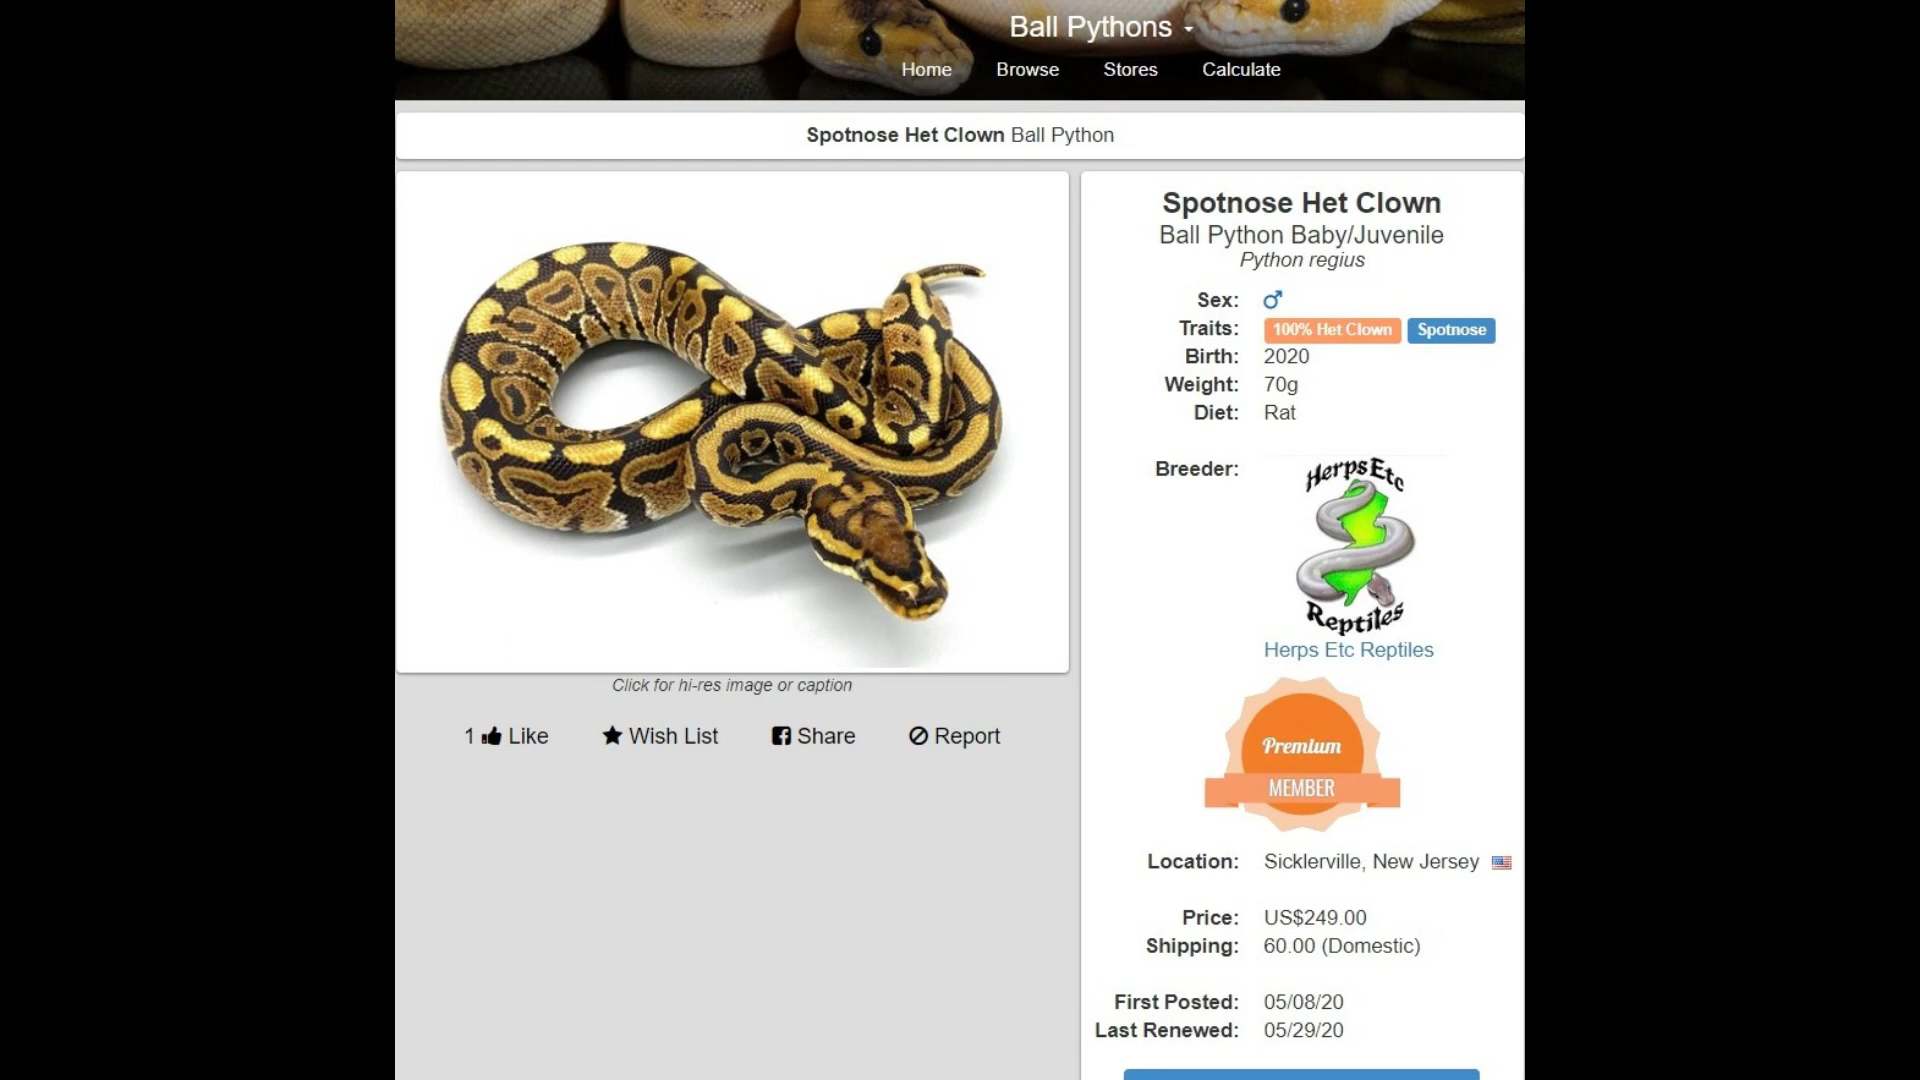 Ball Pythons
Home Browse Stores Calculate
Spotnose Het Clown Ball Python
Click for hi-res image or caption
1 Like Wish List Share Report
Spotnose Het Clown
Ball Python Baby/Juvenile
Python regius
Sex: ♂
Traits: 100% Het Clown Spotnose
Birth: 2020
Weight: 70g
Diet: Rat
Breeder:
HerpsEtc
Reptiles
Herps Etc Reptiles
Premium
MEMBER
Location: Sicklerville, New Jersey
Price: US$249.00
Shipping: 60.00 (Domestic)
First Posted: 05/08/20
Last Renewed: 05/29/20